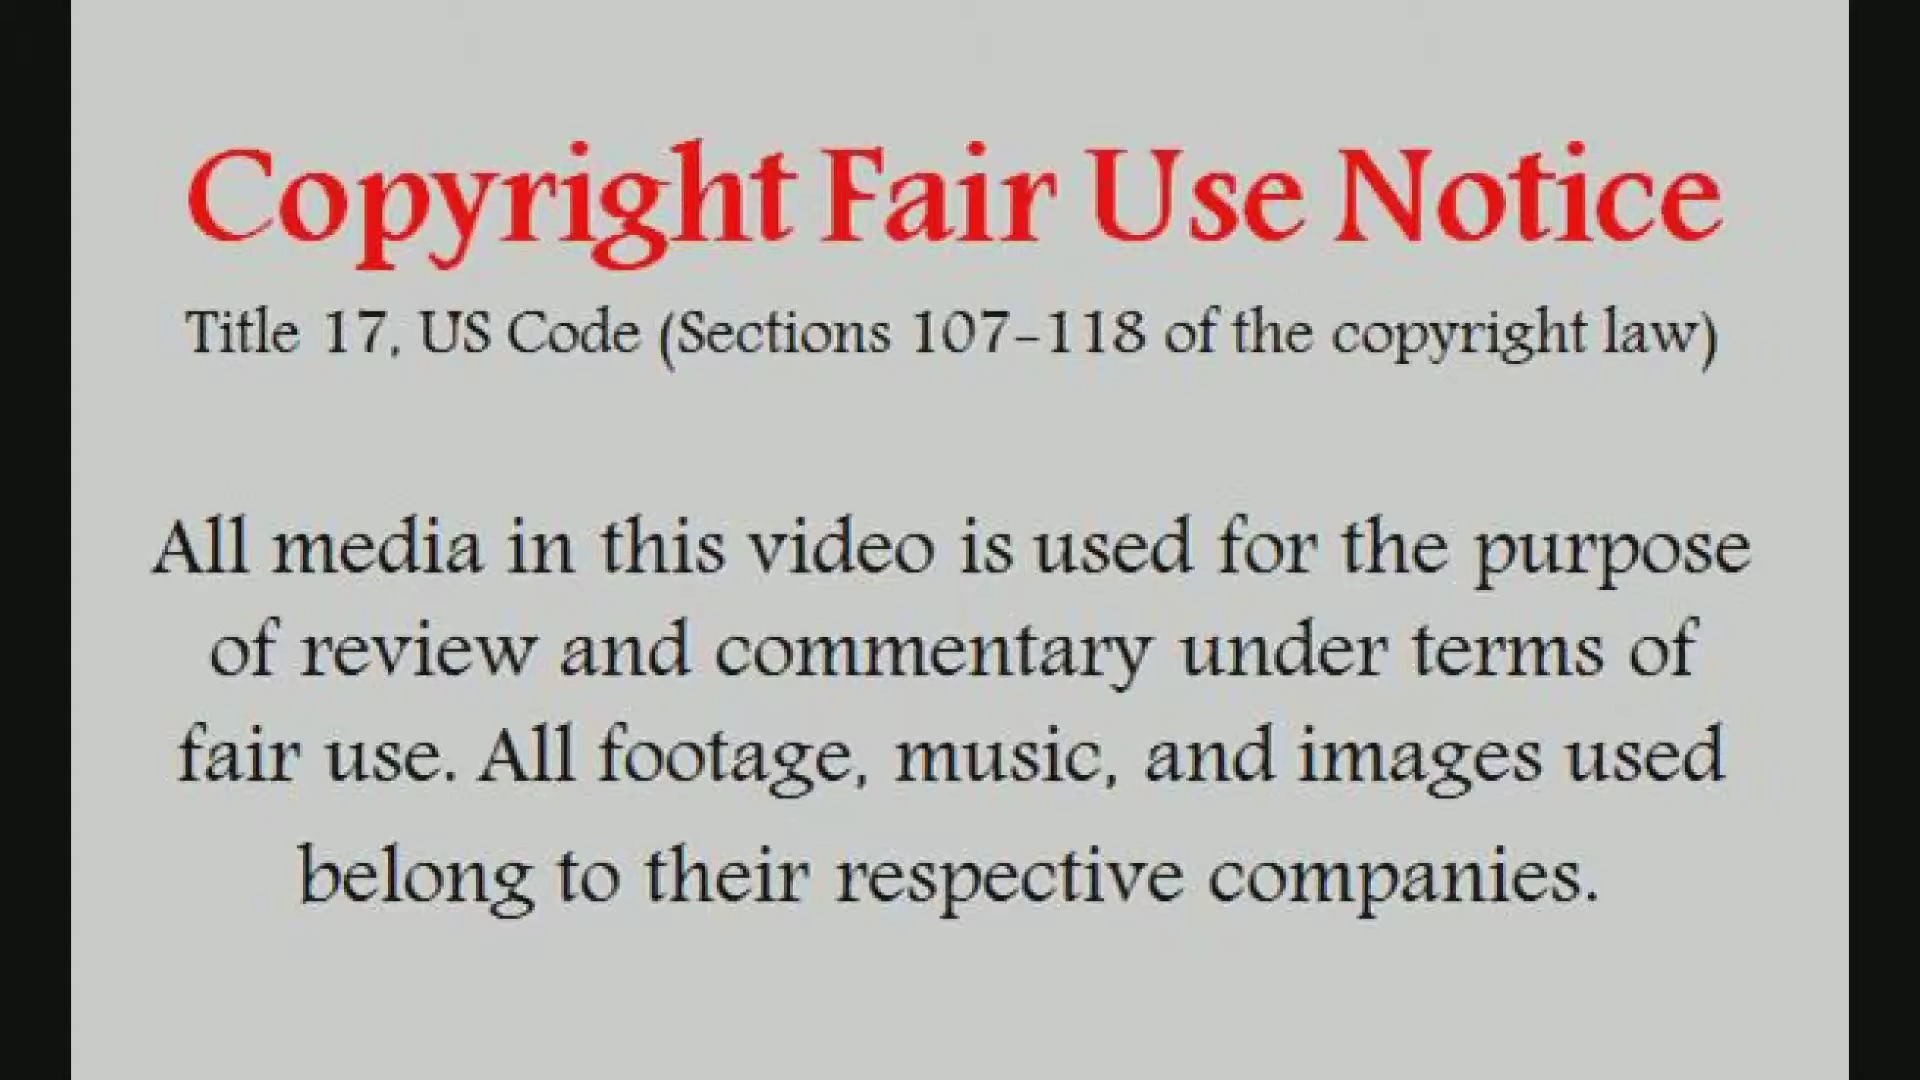 Copyright Fair Use Notice
Title 17, US Code (Sections 107-118 of the copyright law)
All media in this video is used for the purpose
of review and commentary under terms of
fair use. All footage, music, and images used
belong to their respective companies.